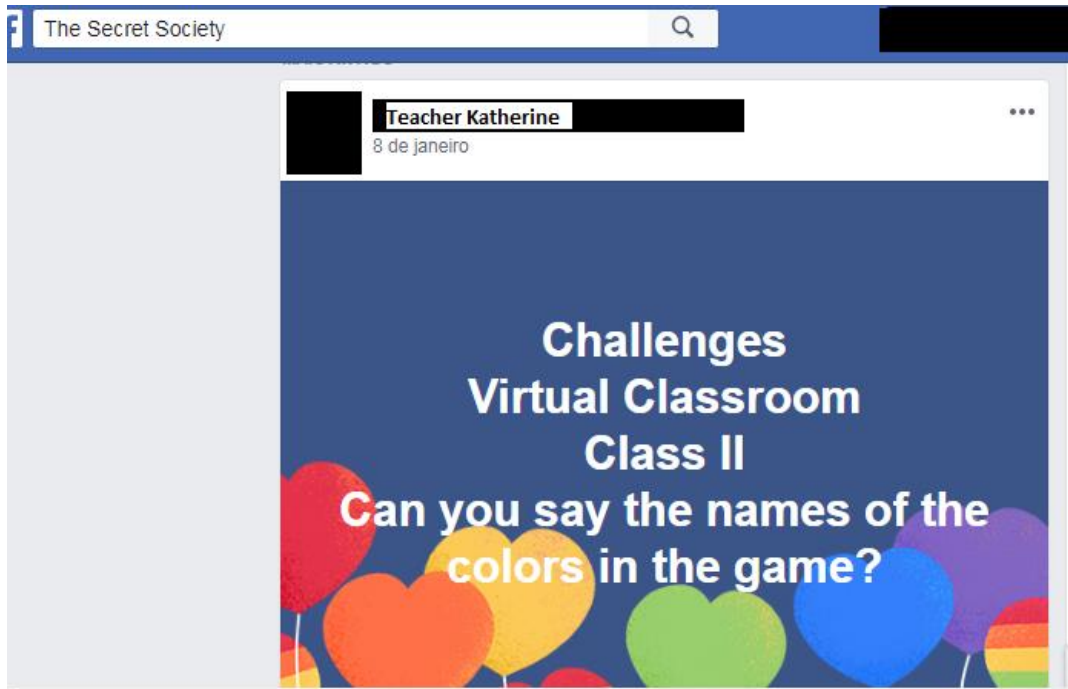 f The Secret Society
Teacher Katherine
8 de janeiro
Challenges
Virtual Classroom
Class II
Can you say the names of the
colors in the game?